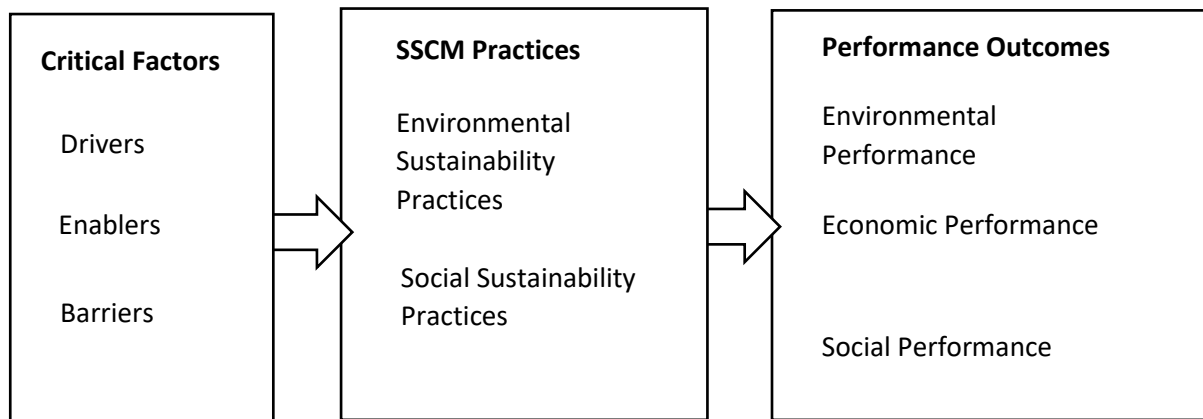 Critical Factors
Drivers
Enablers
Barriers
SSCM Practices
Environmental
Sustainability
Practices
Social Sustainability
Practices
Performance Outcomes
Environmental
Performance
Economic Performance
Social Performance